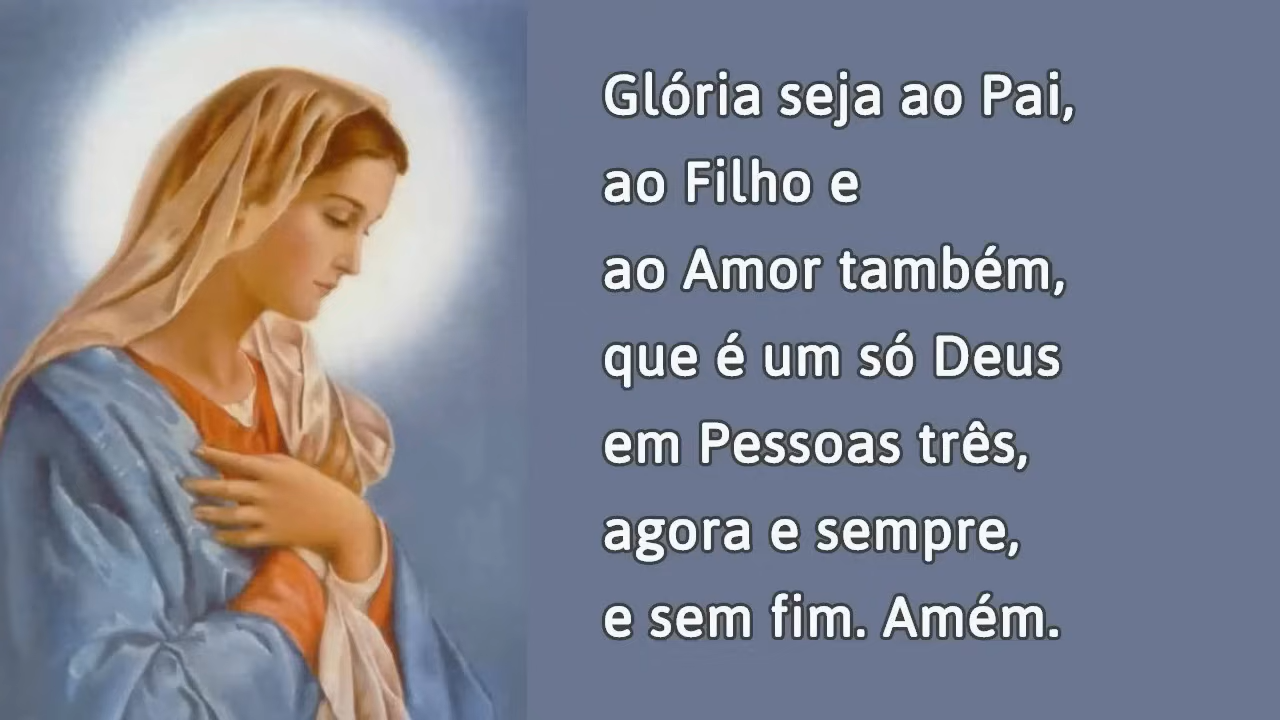 Glória seja ao Pai,
ao Filho e
ao Amor também,
que é um só Deus
em Pessoas três,
agora e sempre,
e sem fim. Amém.